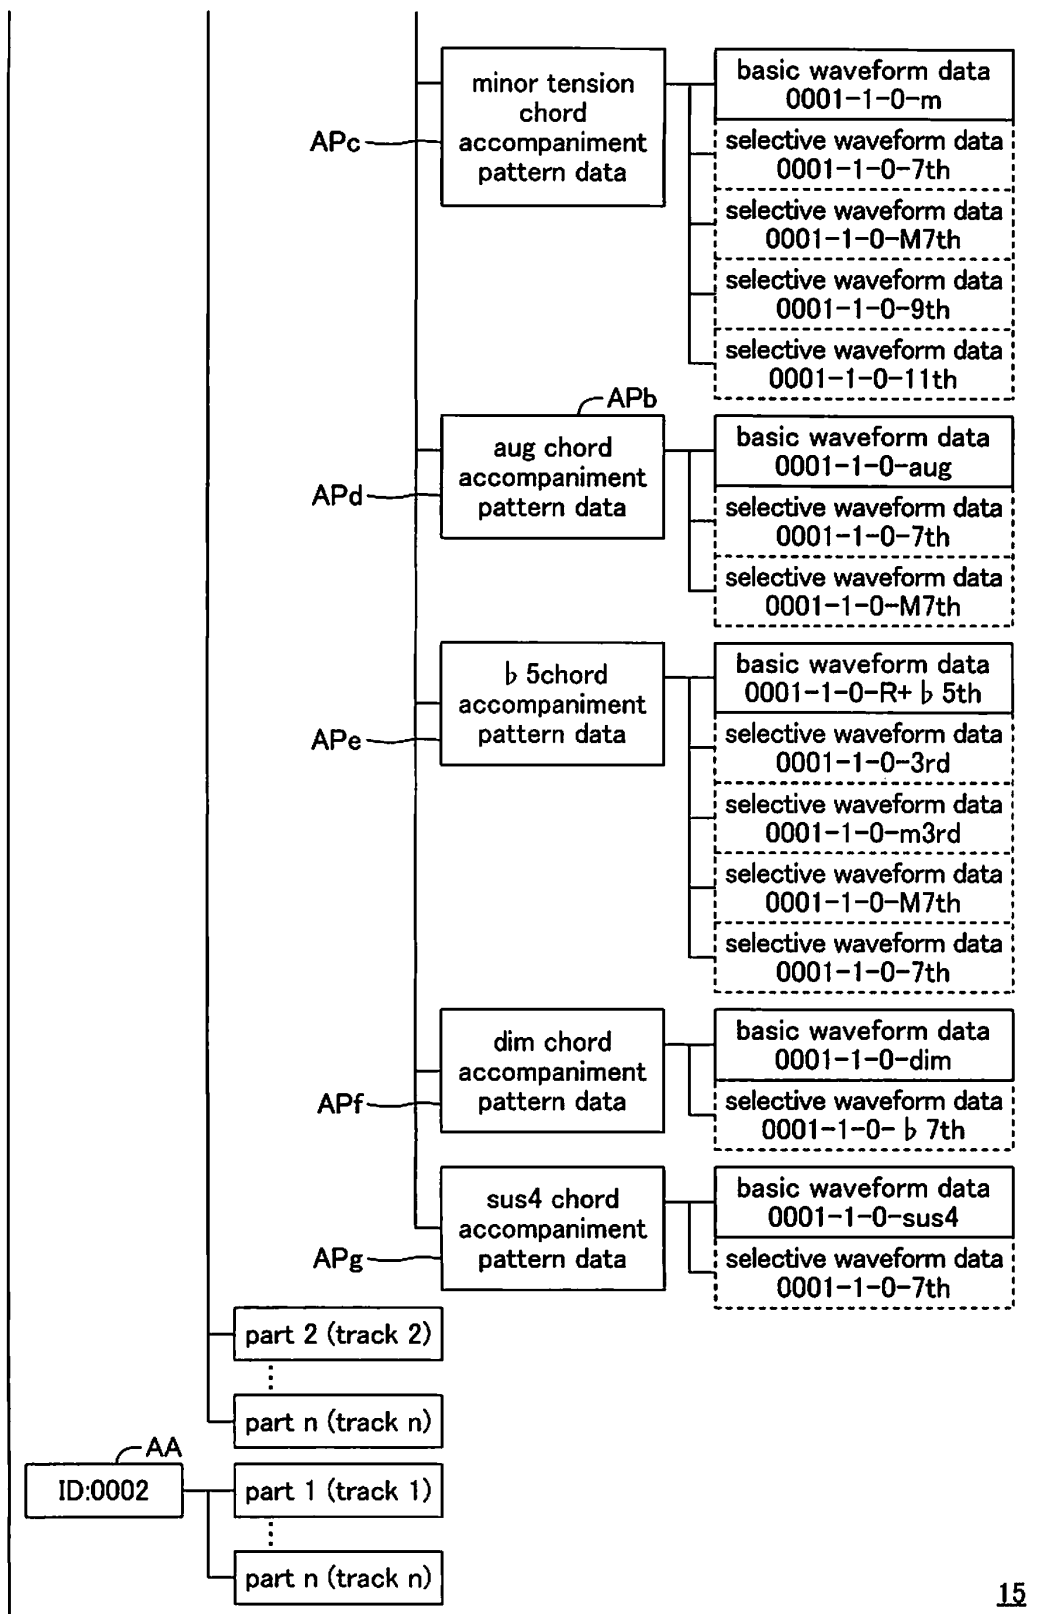 minor tension
chord
accompaniment
pattern data
APc
basic waveform data
0001-1-0-m
selective waveform data
0001-1-0-7th
selective waveform data
0001-1-0-M7th
selective waveform data
0001-1-0-9th
selective waveform data
0001-1-0-11th
APb
aug chord
accompaniment
pattern data
APd
basic waveform data
0001-1-0-aug
selective waveform data
0001-1-0-7th
selective waveform data
0001-1-0-M7th
♭5chord
accompaniment
pattern data
APe
basic waveform data
0001-1-0-R+♭5th
selective waveform data
0001-1-0-3rd
selective waveform data
0001-1-0-m3rd
selective waveform data
0001-1-0-M7th
selective waveform data
0001-1-0-7th
dim chord
accompaniment
pattern data
APf
basic waveform data
0001-1-0-dim
selective waveform data
0001-1-0-♭7th
sus4 chord
accompaniment
pattern data
APg
basic waveform data
0001-1-0-sus4
selective waveform data
0001-1-0-7th
part 2 (track 2)
part n (track n)
AA
ID:0002
part 1 (track 1)
part n (track n)
15